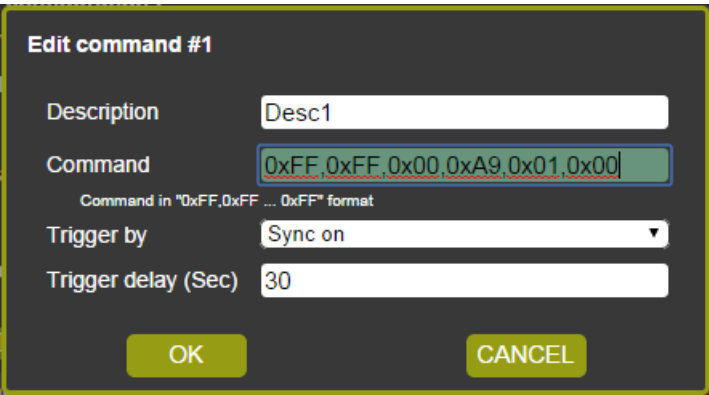 Edit command #1
Description Desc1
Command 0xFF,0xFF,0x00,0xA9,0x01,0x00
Command in "0xFF,0xFF ... 0xFF" format
Trigger by Sync on
Trigger delay (Sec) 30
OK CANCEL